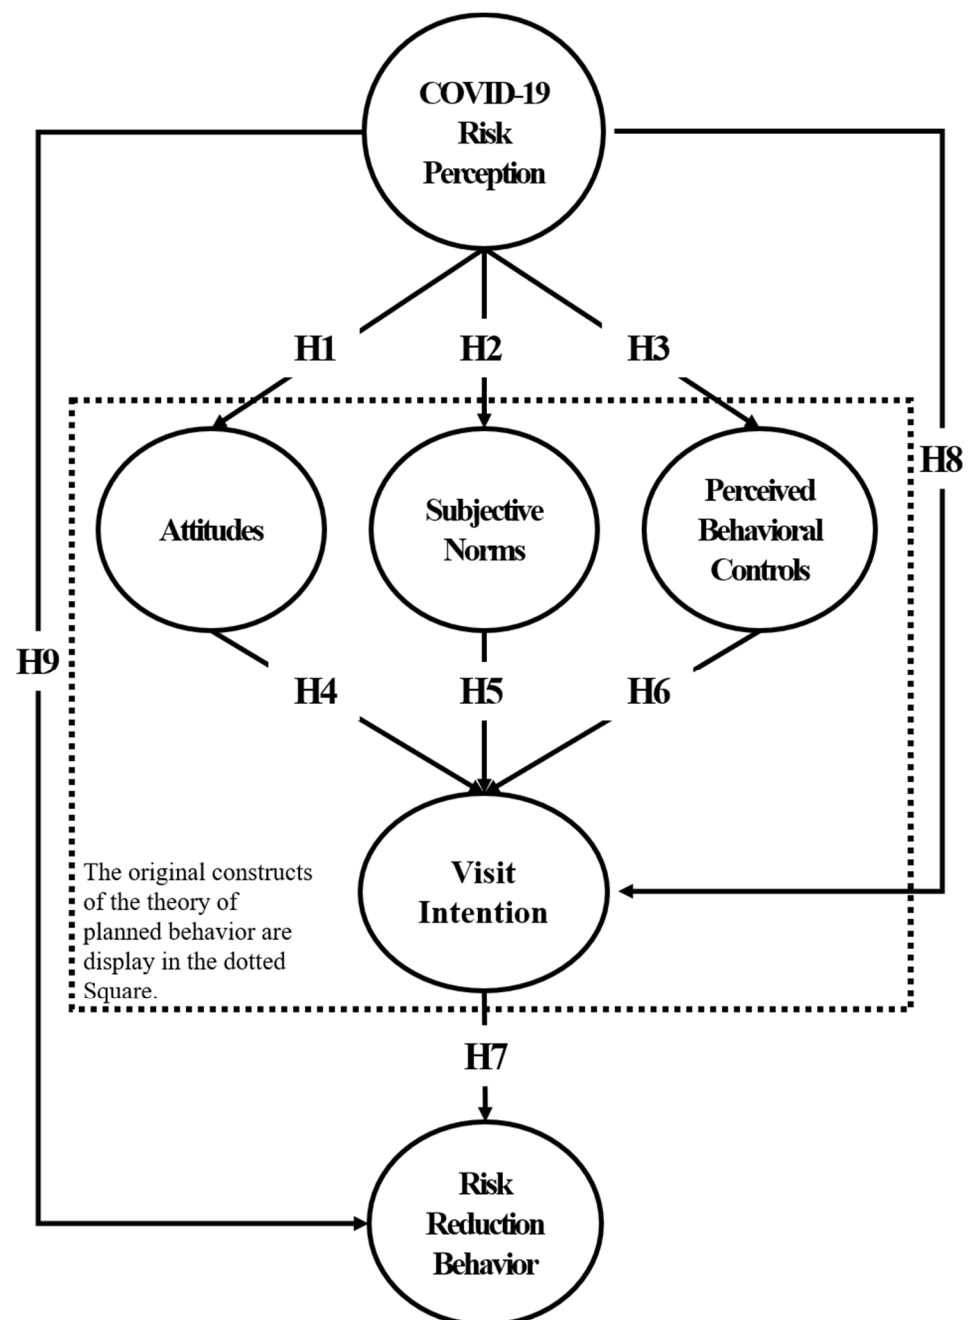 COVID-19
Risk
Perception
H1
H2
H3
H8
Attitudes
Subjective
Norms
Perceived
Behavioral
Controls
H9
H4
H5
H6
The original constructs
of the theory of
planned behavior are
display in the dotted
Square.
Visit
Intention
H7
Risk
Reduction
Behavior